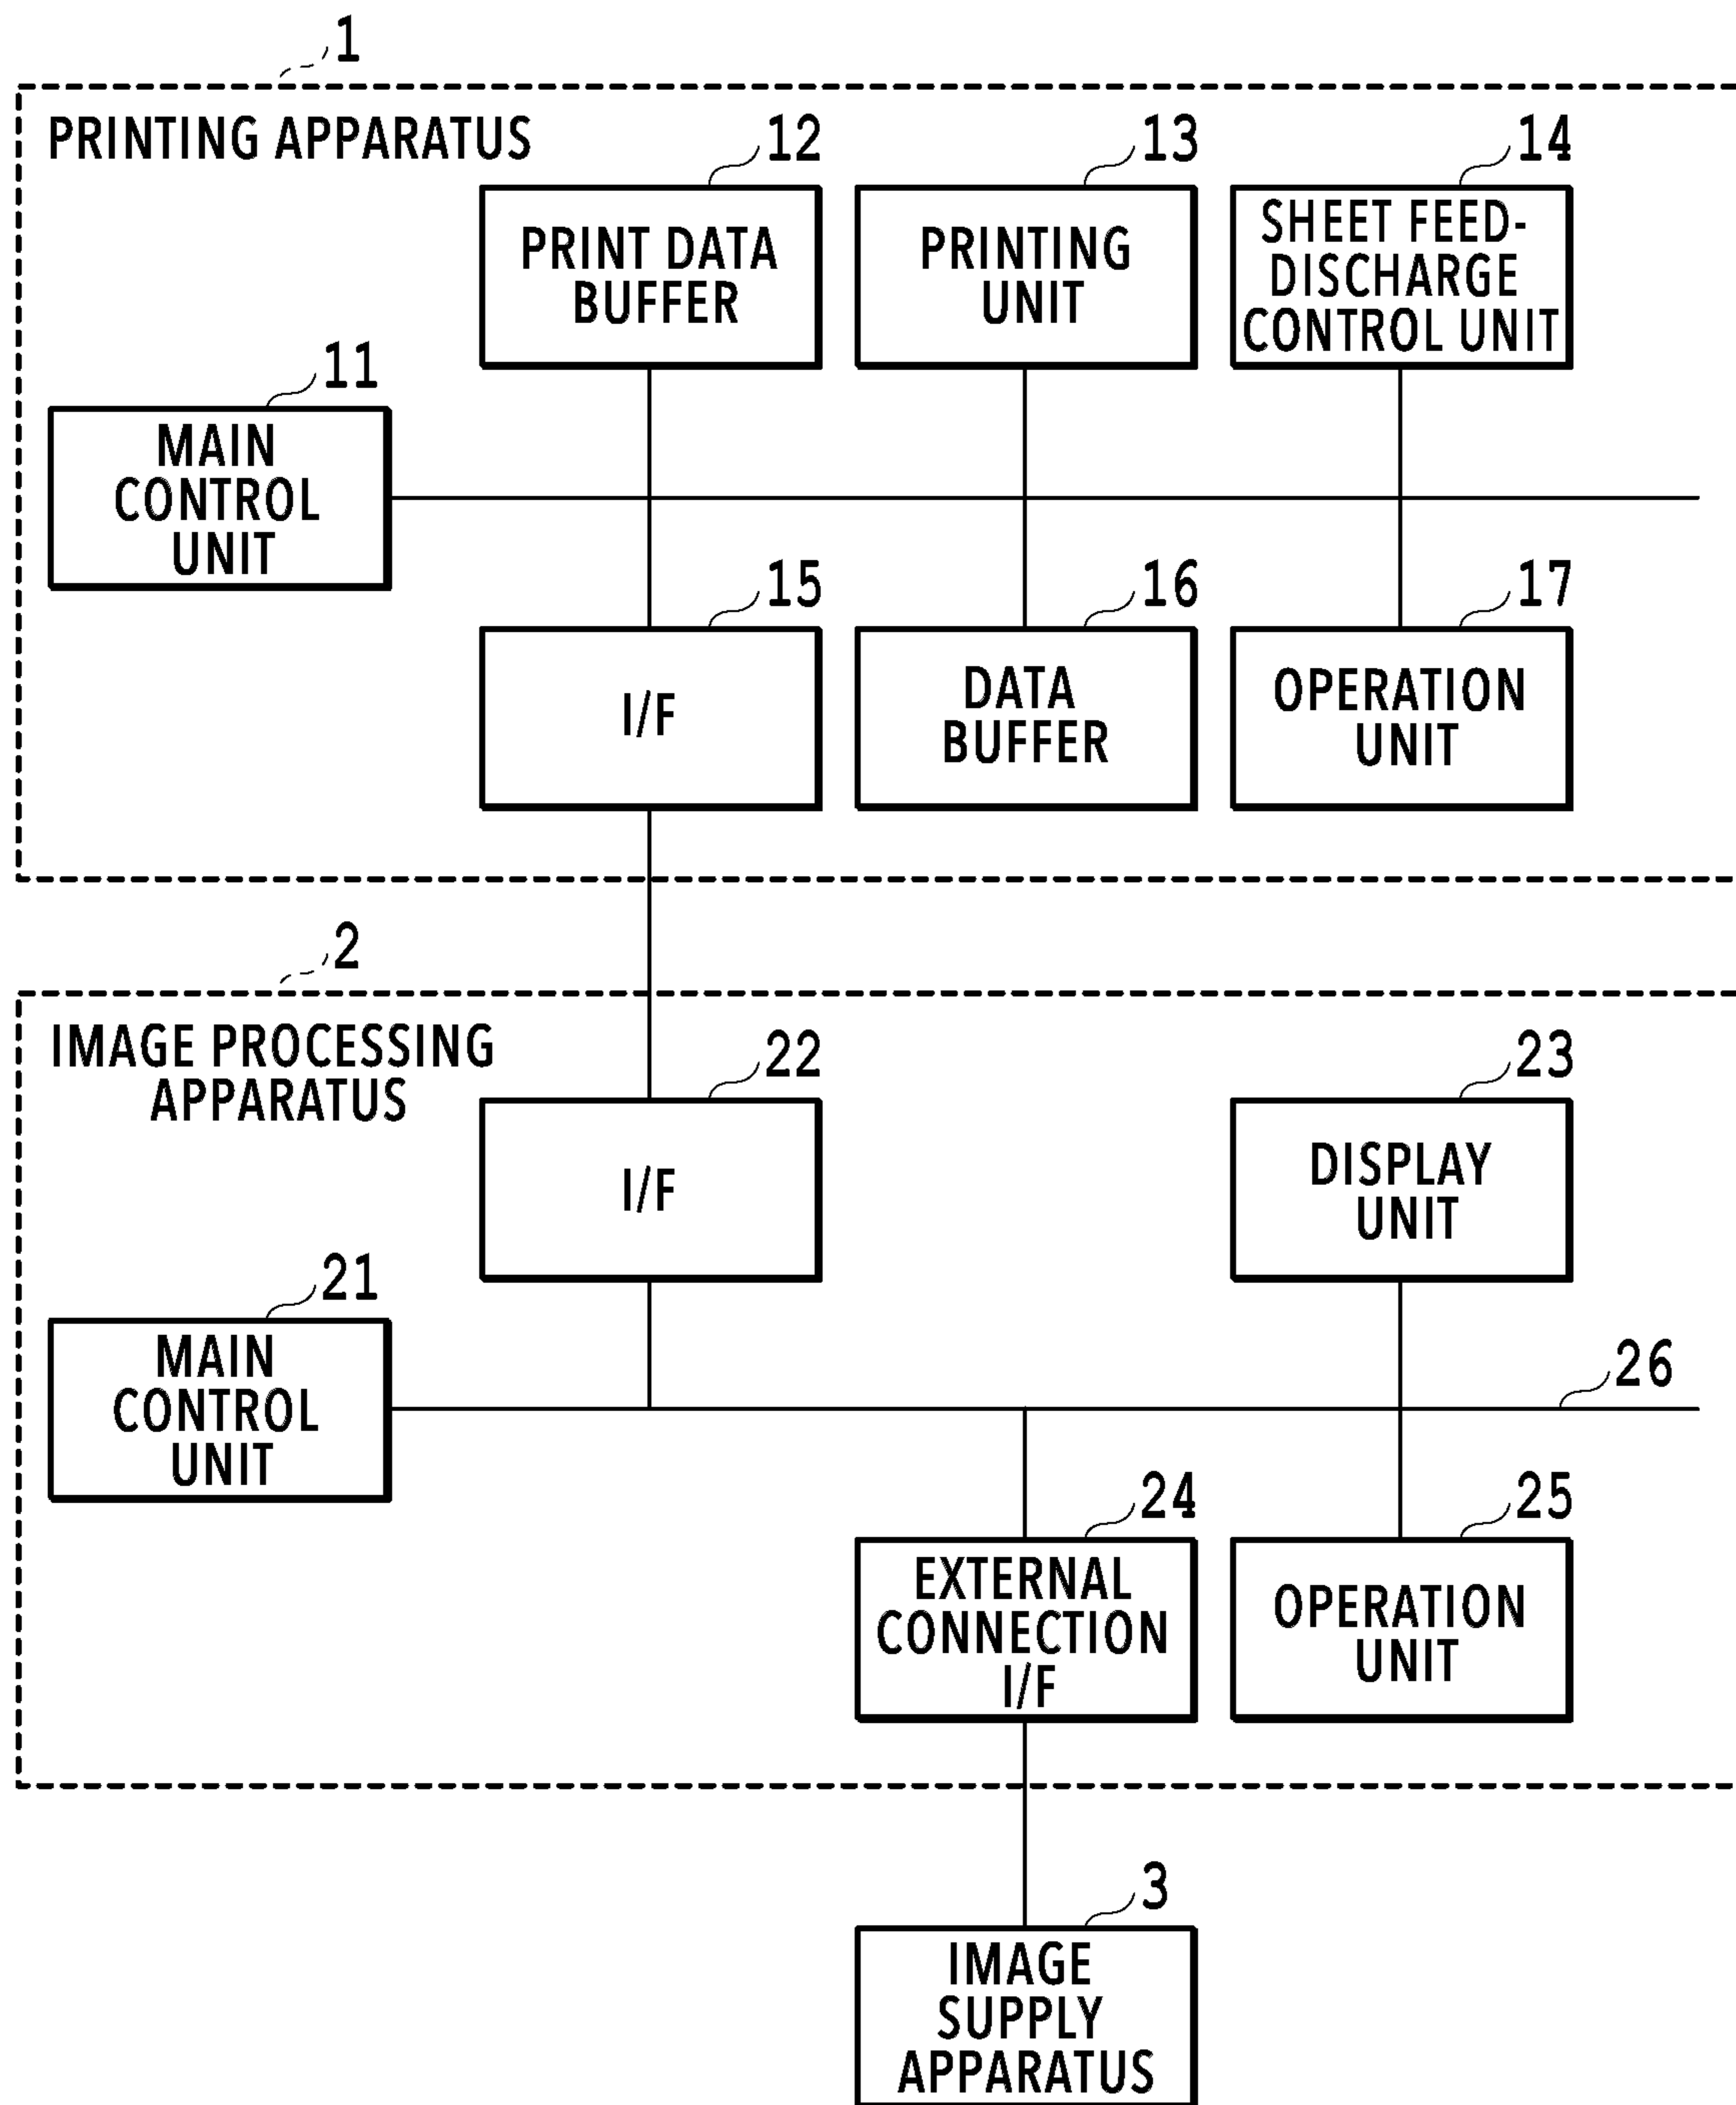 1
PRINTING APPARATUS
12
13
14
PRINT DATA
BUFFER
PRINTING
UNIT
SHEET FEED-
DISCHARGE
CONTROL UNIT
11
MAIN
CONTROL
UNIT
15
16
17
I/F
DATA
BUFFER
OPERATION
UNIT
2
IMAGE PROCESSING
APPARATUS
22
23
I/F
DISPLAY
UNIT
21
MAIN
CONTROL
UNIT
26
24
25
EXTERNAL
CONNECTION
I/F
OPERATION
UNIT
3
IMAGE
SUPPLY
APPARATUS